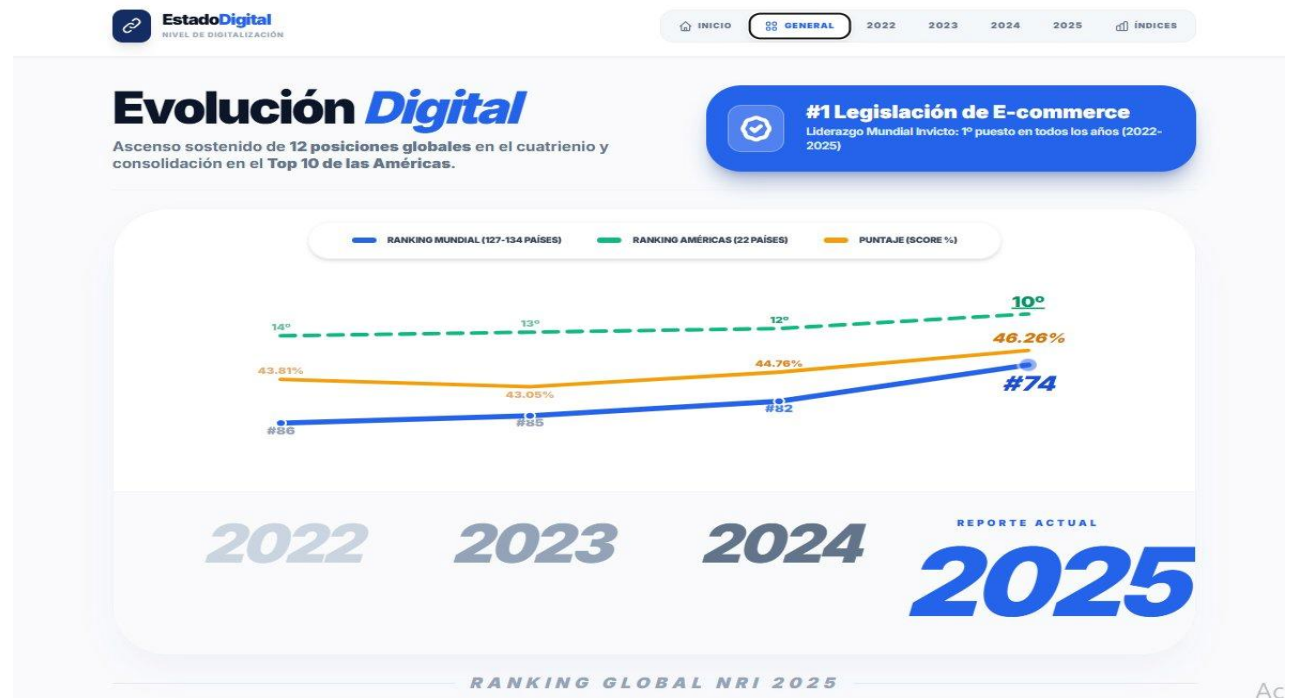 EstadoDigital
NIVEL DE DIGITALIZACIÓN
INICIO
GENERAL
2022
2023
2024
2025
ÍNDICES
Evolución Digital
Ascenso sostenido de 12 posiciones globales en el cuatrienio y
consolidación en el Top 10 de las Américas.
#1 Legislación de E-commerce
Liderazgo Mundial Invicto: 1º puesto en todos los años (2022-
2025)
RANKING MUNDIAL (127-134 PAÍSES)
RANKING AMÉRICAS (22 PAÍSES)
PUNTAJE (SCORE %)
14º
13º
12º
10º
43.81%
43.05%
44.76%
46.26%
#86
#85
#82
#74
2022
2023
2024
REPORTE ACTUAL
2025
RANKING GLOBAL NRI 2025
Ac